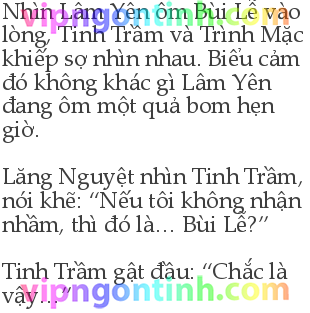 Nhìn Lâm Yên ôm Bùi Lễ vào
lòng, Tinh Trầm và Trình Mặc
khiếp sợ nhìn nhau. Biểu cảm
đó không khác gì Lâm Yên
đang ôm một quả bom hẹn
giờ.
Lăng Nguyệt nhìn Tinh Trầm,
nói khẽ: “Nếu tôi không nhận
nhầm, thì đó là... Bùi Lễ?”
Tinh Trầm gật đầu: “Chắc là
vậy...”
vipngontinh.com
vipngontinh.com